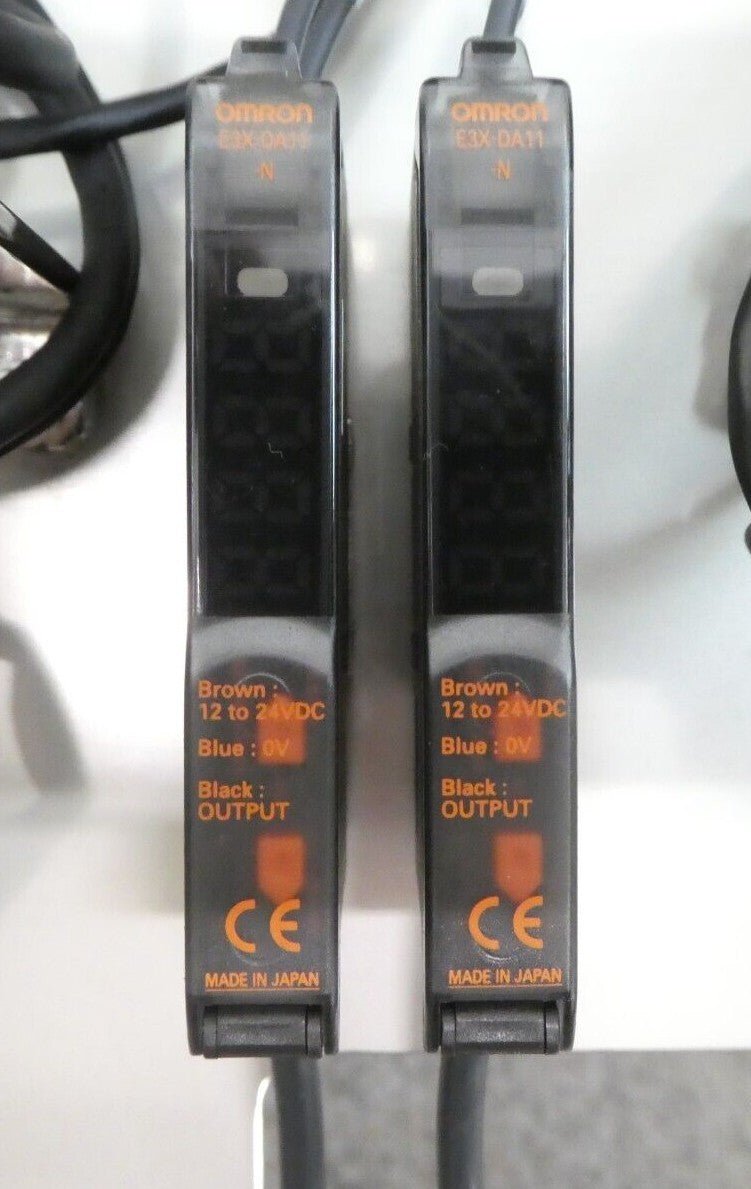 OMRON
E3X-DA11
-N
Brown :
12 to 24VDC
Blue : 0V
Black :
OUTPUT
CE
MADE IN JAPAN
OMRON
E3X-DA11
-N
Brown :
12 to 24VDC
Blue : 0V
Black :
OUTPUT
CE
MADE IN JAPAN